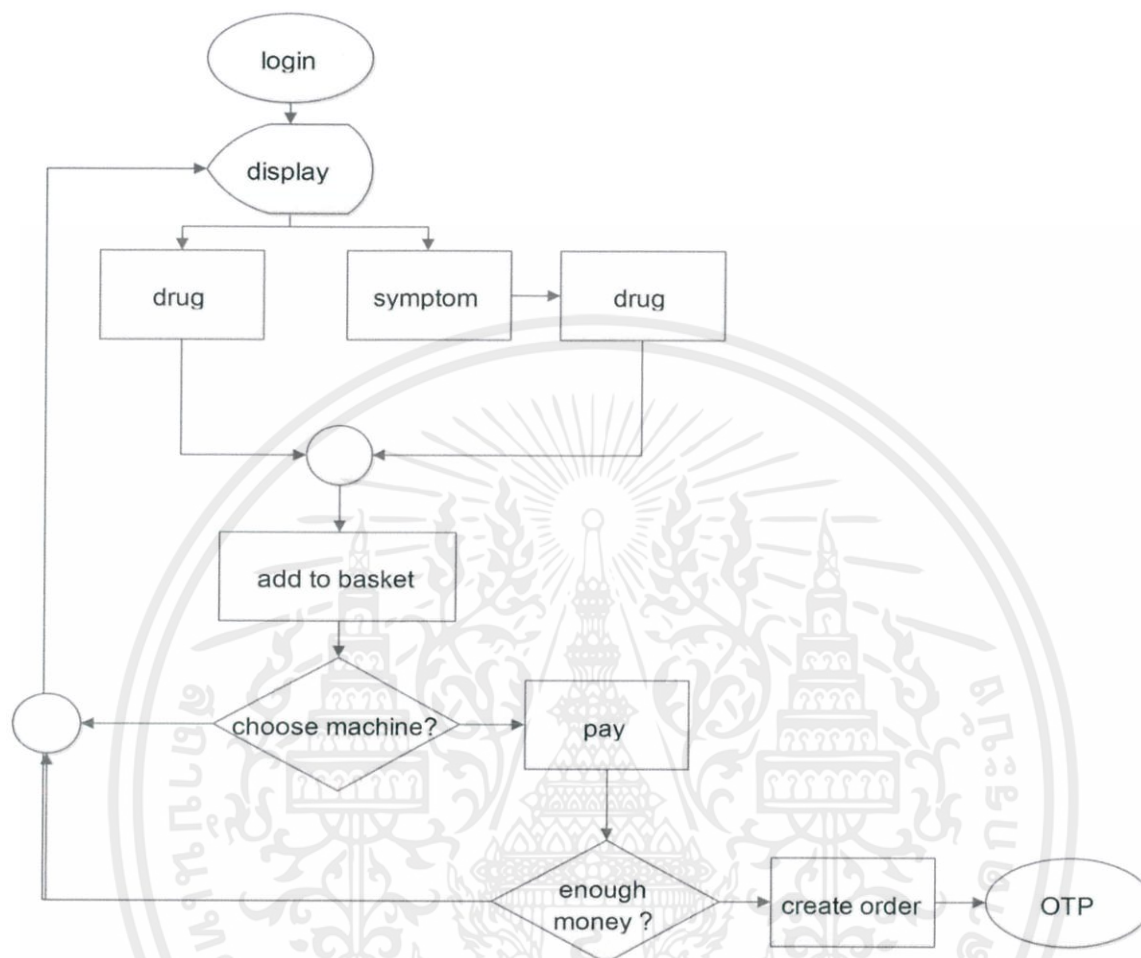 login
display
drug
symptom
drug
add to basket
choose machine?
pay
enough
money ?
create order
OTP